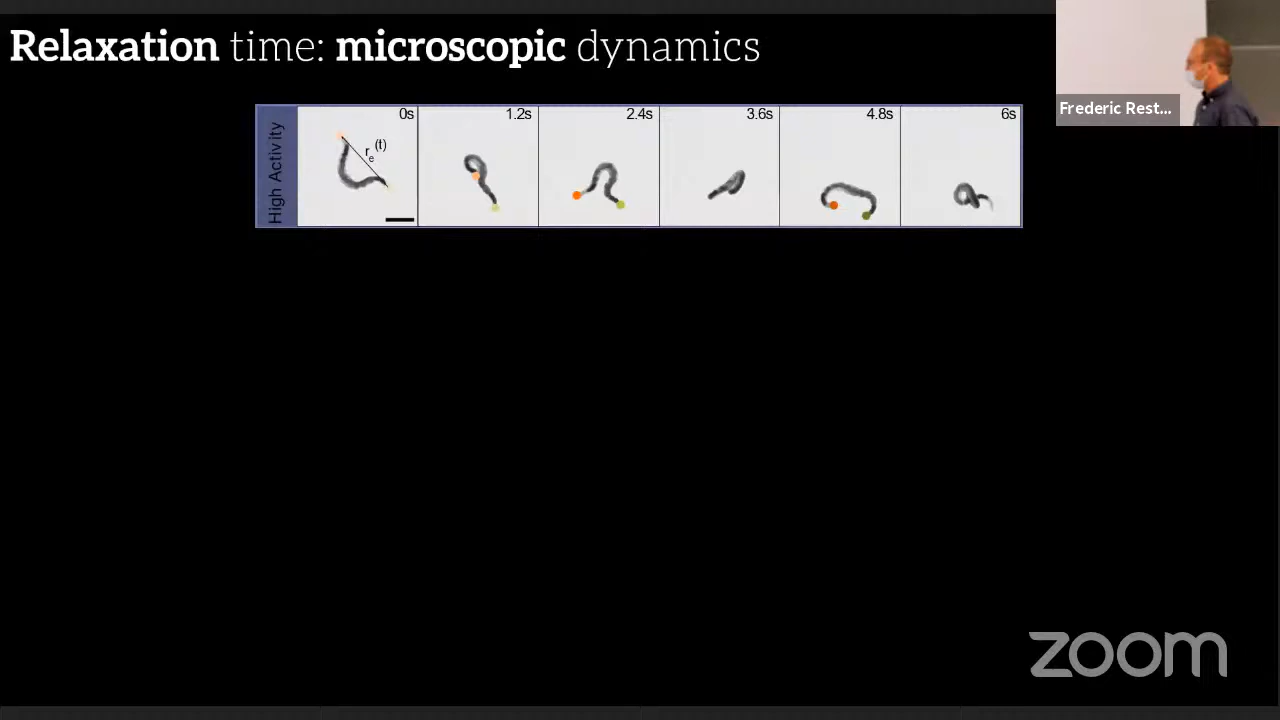 Relaxation time: microscopic dynamics
Frederic Rest...
High Activity
0s
1.2s
2.4s
3.6s
4.8s
6s
re(t)
zoom